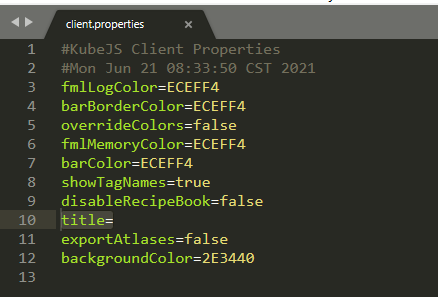 client.properties
1 #KubeJS Client Properties
2 #Mon Jun 21 08:33:50 CST 2021
3 fmlLogColor=ECEFF4
4 barBorderColor=ECEFF4
5 overrideColors=false
6 fmlMemoryColor=ECEFF4
7 barColor=ECEFF4
8 showTagNames=true
9 disableRecipeBook=false
10 title=
11 exportAtlases=false
12 backgroundColor=2E3440
13